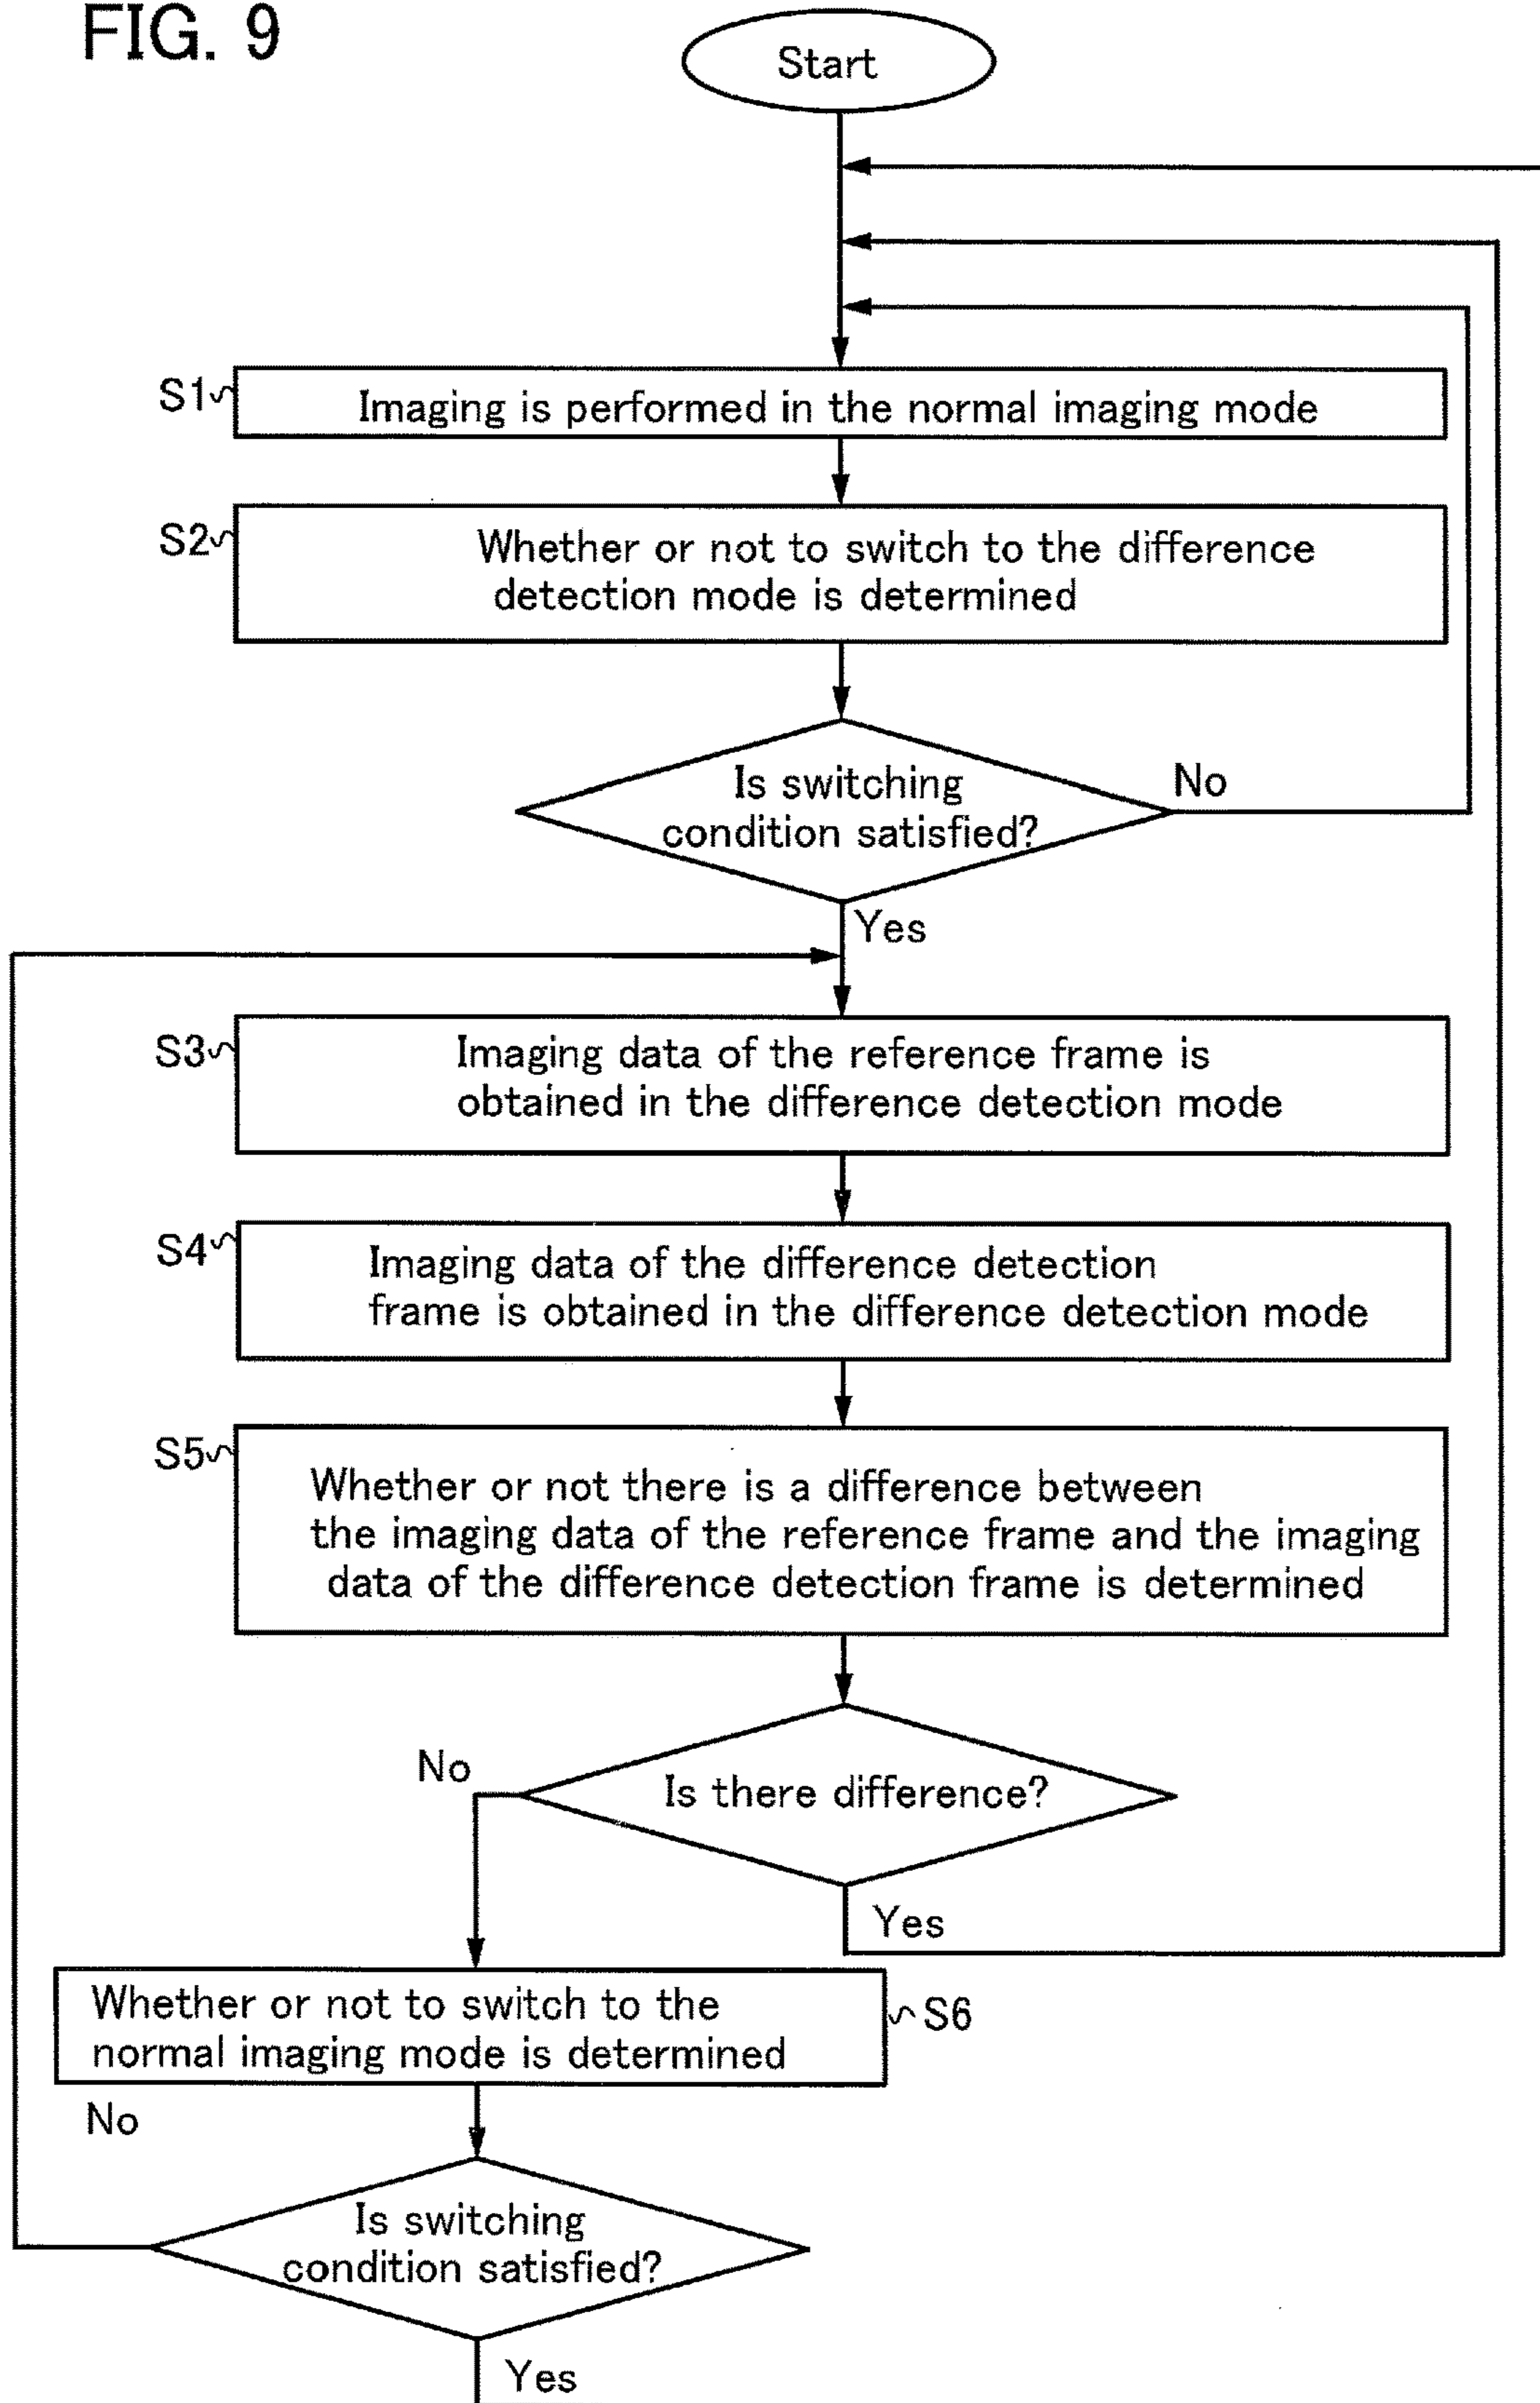 FIG. 9
Start
S1
Imaging is performed in the normal imaging mode
S2
Whether or not to switch to the difference
detection mode is determined
Is switching
condition satisfied?
No
Yes
S3
Imaging data of the reference frame is
obtained in the difference detection mode
S4
Imaging data of the difference detection
frame is obtained in the difference detection mode
S5
Whether or not there is a difference between
the imaging data of the reference frame and the imaging
data of the difference detection frame is determined
No
Is there difference?
Yes
Whether or not to switch to the
normal imaging mode is determined
S6
No
Is switching
condition satisfied?
Yes